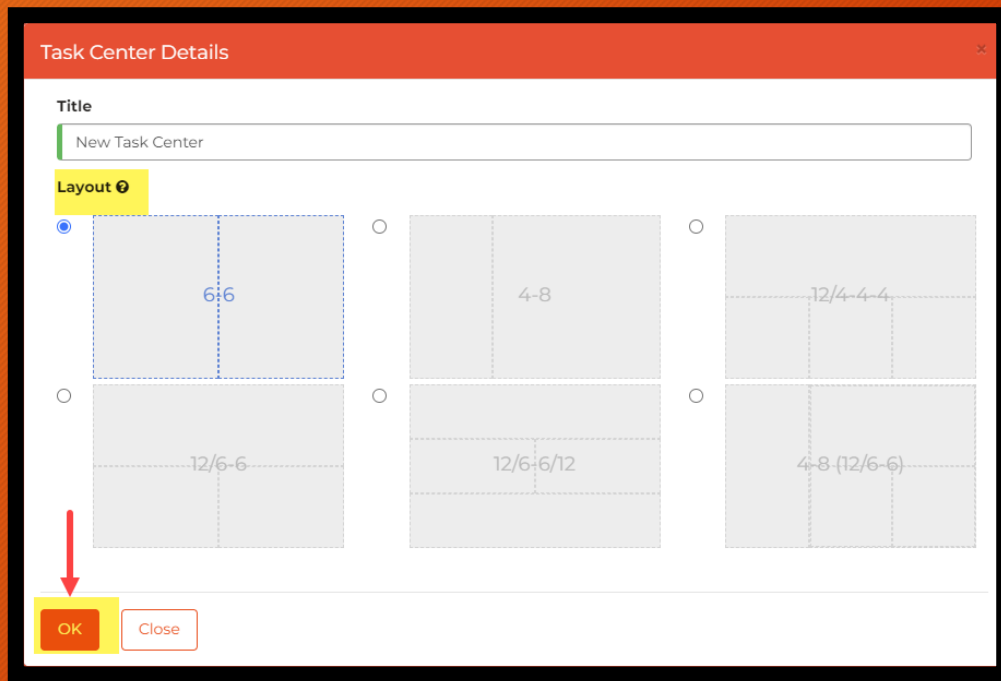 Task Center Details
×
Title
New Task Center
Layout
6-6
4-8
12/4-4-4
12/6-6
12/6-6/12
4-8 (12/6-6)
OK
Close